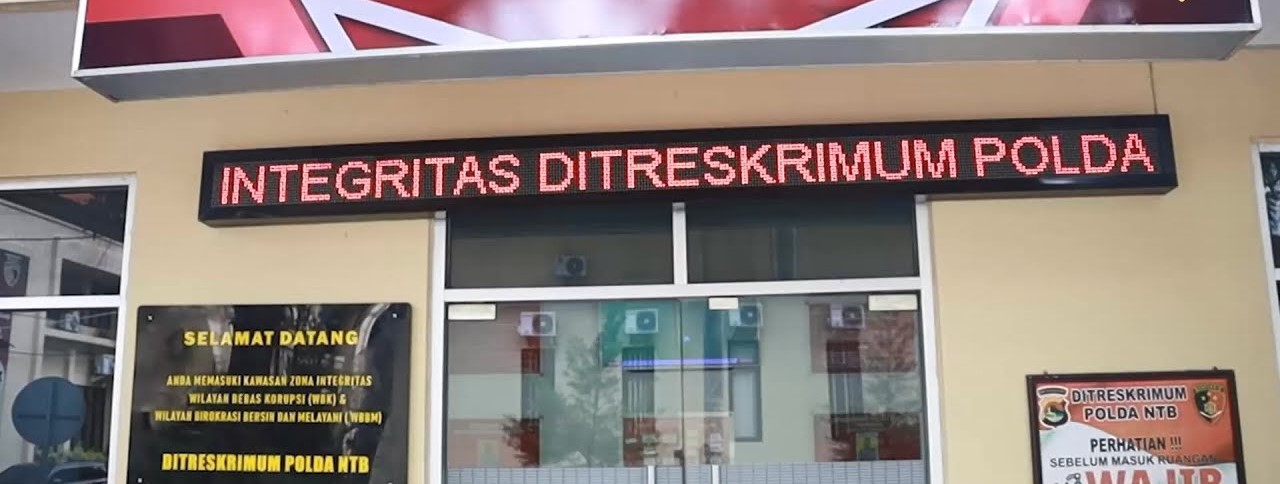 INTEGRITAS DITRESKRIMUM POLDA
SELAMAT DATANG
ANDA MEMASUKI KAWASAN ZONA INTEGRITAS
WILAYAH BEBAS KORUPSI (WBK) &
WILAYAH BIROKRASI BERSIH DAN MELAYANI (WBBM)
DITRESKRIMUM POLDA NTB
DITRESKRIMUM
POLDA NTB
PERHATIAN !!!
SEBELUM MASUK RUANGAN
WAJIB